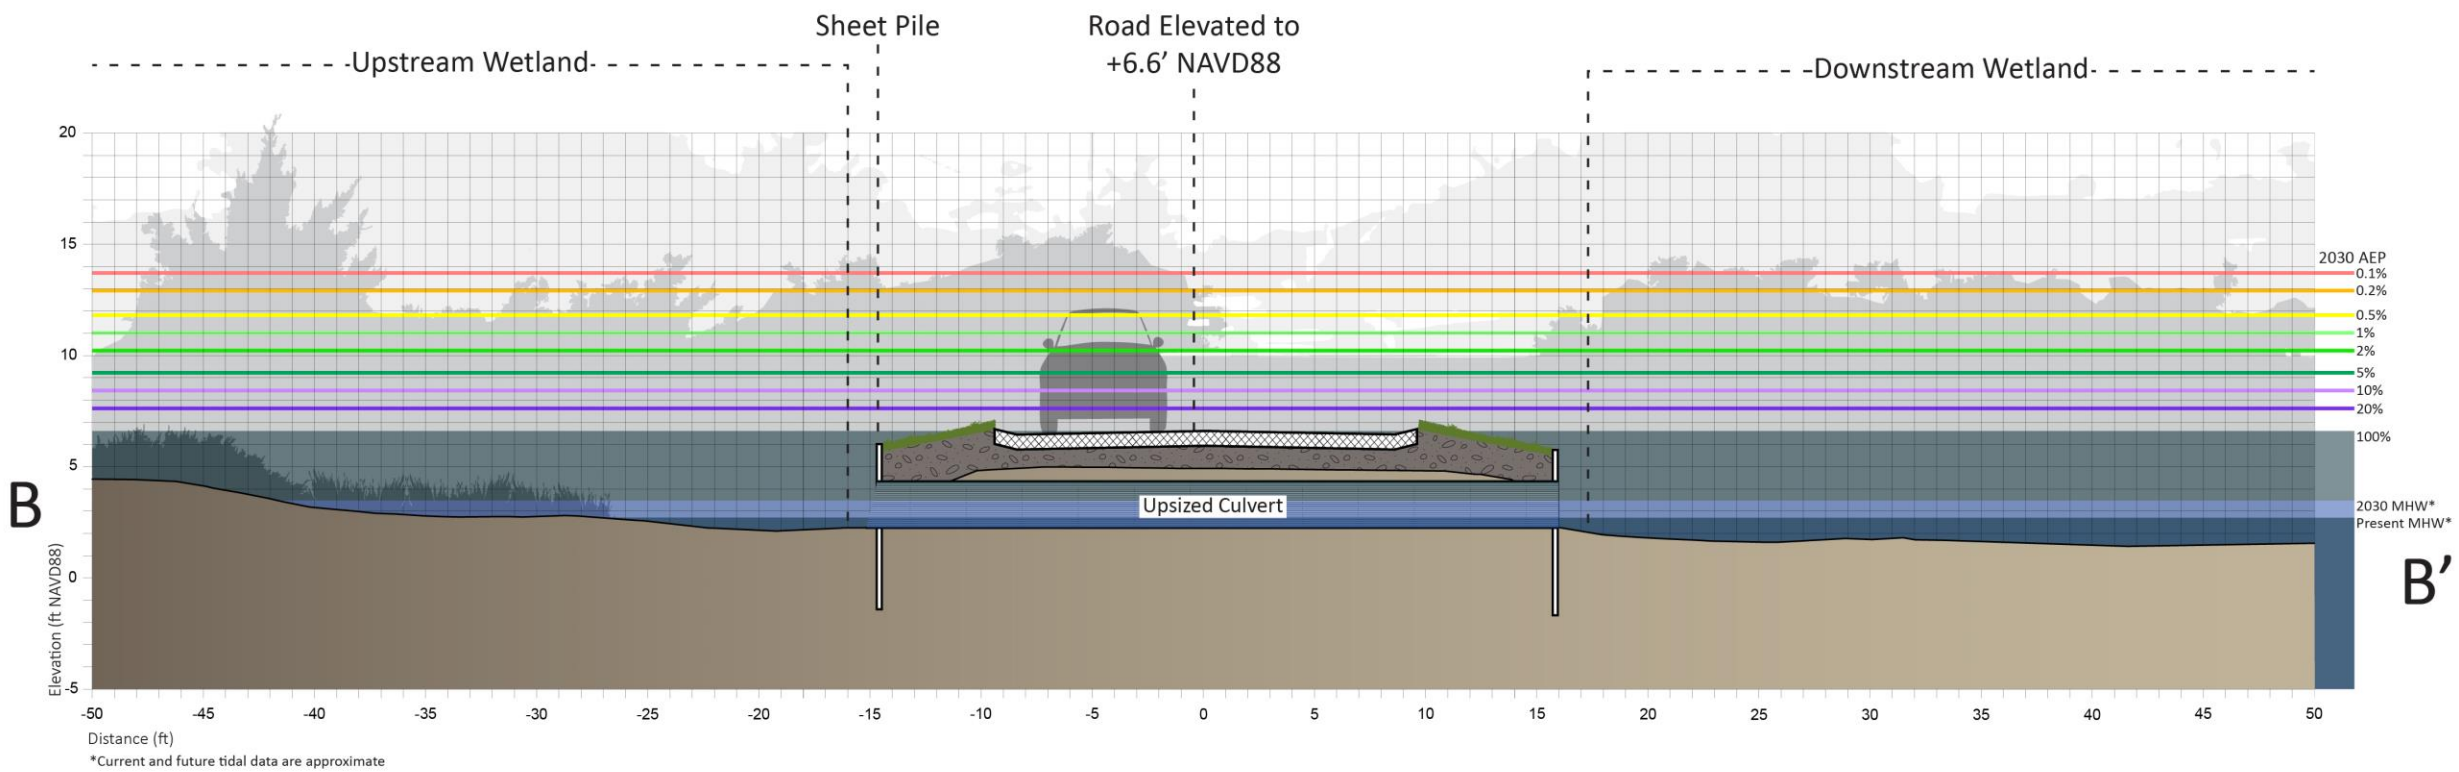 Sheet Pile
Road Elevated to
+6.6’ NAVD88
Upstream Wetland
Downstream Wetland
20
15
10
5
0
-5
Elevation (ft NAVD88)
2030 AEP
0.1%
0.2%
0.5%
1%
2%
5%
10%
20%
100%
2030 MHW*
Present MHW*
B
Upsized Culvert
B’
-50 -45 -40 -35 -30 -25 -20 -15 -10 -5 0 5 10 15 20 25 30 35 40 45 50
Distance (ft)
*Current and future tidal data are approximate